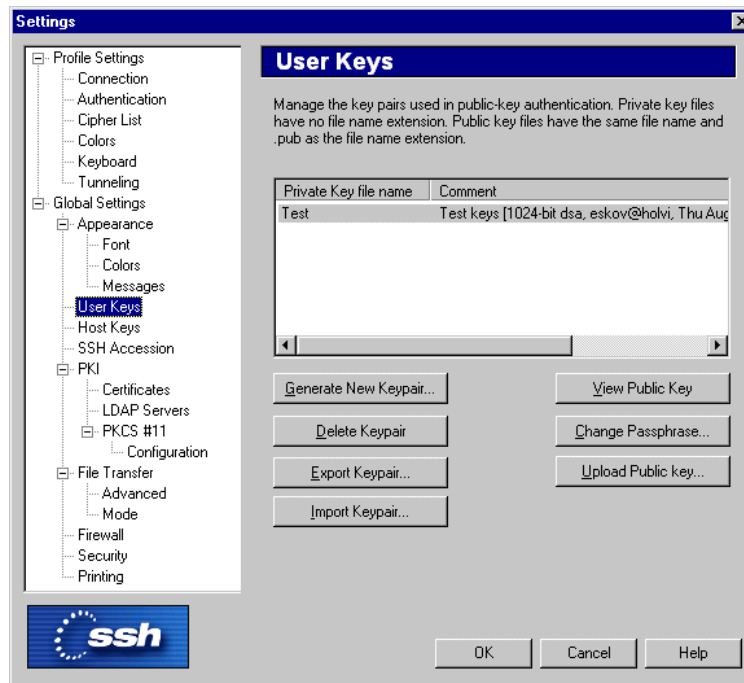 Settings
Profile Settings
Connection
Authentication
Cipher List
Colors
Keyboard
Tunneling
Global Settings
Appearance
Font
Colors
Messages
User Keys
Host Keys
SSH Accession
PKI
Certificates
LDAP Servers
PKCS #11
Configuration
File Transfer
Advanced
Mode
Firewall
Security
Printing
ssh
User Keys
Manage the key pairs used in public-key authentication. Private key files
have no file name extension. Public key files have the same file name and
.pub as the file name extension.
Private Key file name Comment
Test Test keys [1024-bit dsa, eskov@holvi, Thu Aug
Generate New Keypair... View Public Key
Delete Keypair Change Passphrase...
Export Keypair... Upload Public key...
Import Keypair...
OK Cancel Help